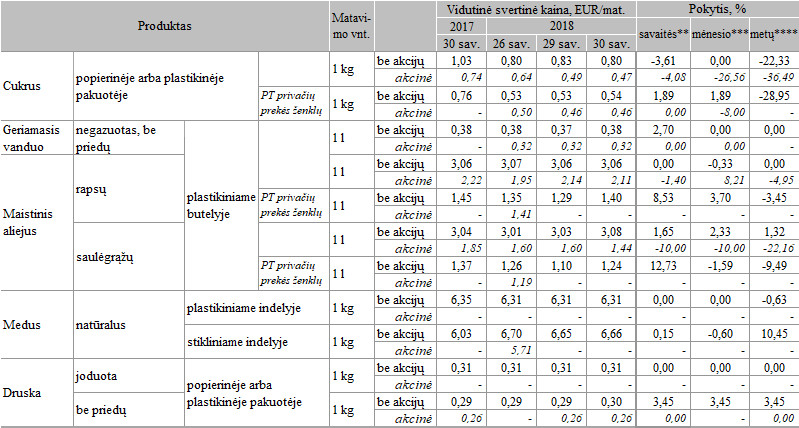 Produktas Matavi-mo vnt. Vidutinė svertinė kaina, EUR/mat. Pokytis, %
2017 2018 savaitės** mėnesio*** metų****
30 sav. 26 sav. 29 sav. 30 sav.
Cukrus popierinėje arba plastikinėje pakuotėje 1 kg be akcijų 1,03 0,80 0,83 0,80 -3,61 0,00 -22,33
akcinė 0,74 0,64 0,49 0,47 -4,08 -26,56 -36,49
PT privačių prekės ženklų 1 kg be akcijų 0,76 0,53 0,53 0,54 1,89 1,89 -28,95
akcinė - 0,50 0,46 0,46 0,00 -8,00 -
Geriamasis vanduo negazuotas, be priedų plastikiniame butelyje 1 l be akcijų 0,38 0,38 0,37 0,38 2,70 0,00 0,00
akcinė - 0,32 0,32 0,32 0,00 0,00 -
Maistinis aliejus rapsų 1 l be akcijų 3,06 3,07 3,06 3,06 0,00 -0,33 0,00
akcinė 2,22 1,95 2,14 2,11 -1,40 8,21 -4,95
PT privačių prekės ženklų 1 l be akcijų 1,45 1,35 1,29 1,40 8,53 3,70 -3,45
akcinė - 1,41 - - - - -
saulėgrąžų 1 l be akcijų 3,04 3,01 3,03 3,08 1,65 2,33 1,32
akcinė 1,85 1,60 1,60 1,44 -10,00 -10,00 -22,16
PT privačių prekės ženklų 1 l be akcijų 1,37 1,26 1,10 1,24 12,73 -1,59 -9,49
akcinė - 1,19 - - - - -
Medus natūralus plastikiniame indelyje 1 kg be akcijų 6,35 6,31 6,31 6,31 0,00 0,00 -0,63
akcinė - - - - - - -
stikliniame indelyje 1 kg be akcijų 6,03 6,70 6,65 6,66 0,15 -0,60 10,45
akcinė - 5,71 - - - - -
Druska joduota popierinėje arba plastikinėje pakuotėje 1 kg be akcijų 0,31 0,31 0,31 0,31 0,00 0,00 0,00
akcinė - - - - - - -
be priedų 1 kg be akcijų 0,29 0,29 0,29 0,30 3,45 3,45 3,45
akcinė 0,26 - 0,26 0,26 0,00 - 0,00